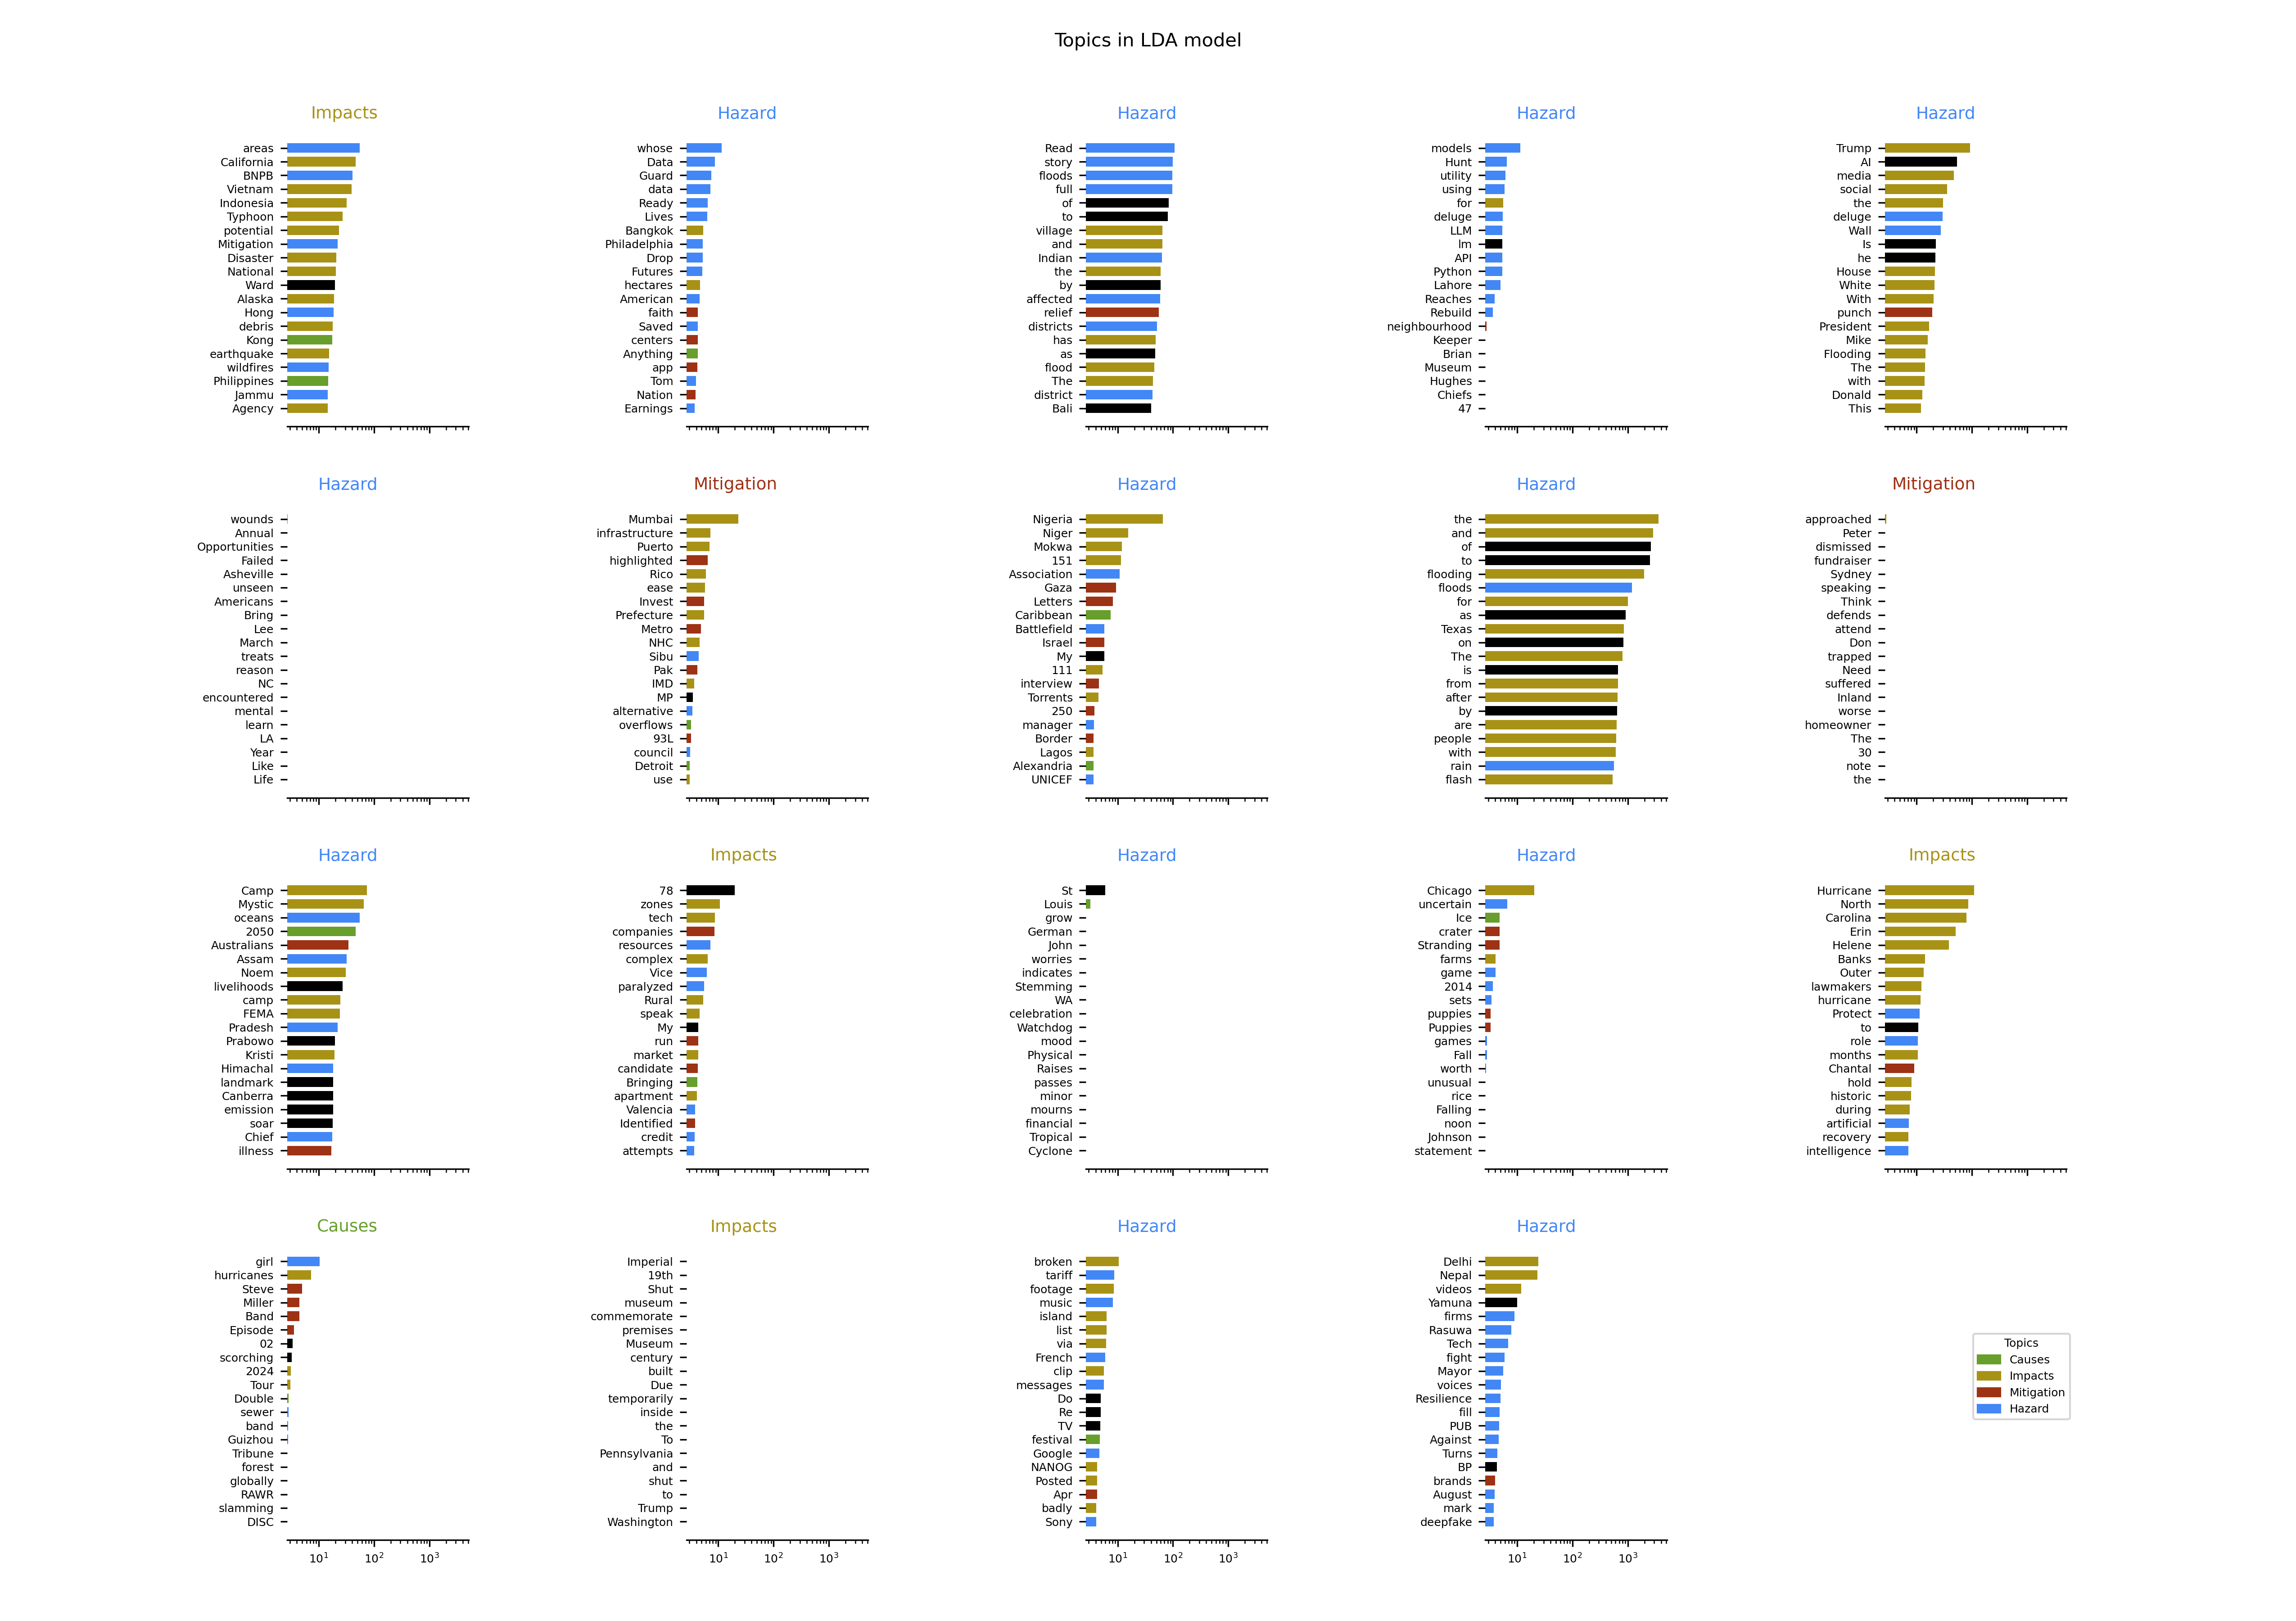 Topics in LDA model
Impacts
areas
California
BNPB
Vietnam
Indonesia
Typhoon
potential
Mitigation
Disaster
National
Ward
Alaska
Hong
debris
Kong
earthquake
wildfires
Philippines
Jammu
Agency
Hazard
whose
Data
Guard
data
Ready
Lives
Bangkok
Philadelphia
Drop
Futures
hectares
American
faith
Saved
centers
Anything
app
Tom
Nation
Earnings
Hazard
Read
story
floods
full
of
to
village
and
Indian
the
by
affected
relief
districts
has
as
flood
The
district
Bali
Hazard
models
Hunt
utility
using
for
deluge
LLM
lm
API
Python
Lahore
Reaches
Rebuild
neighbourhood
Keeper
Brian
Museum
Hughes
Chiefs
47
Hazard
Trump
AI
media
social
the
deluge
Wall
Is
he
House
White
With
punch
President
Mike
Flooding
The
with
Donald
This
Hazard
wounds
Annual
Opportunities
Failed
Asheville
unseen
Americans
Bring
Lee
March
treats
reason
NC
encountered
mental
learn
LA
Year
Like
Life
Mitigation
Mumbai
infrastructure
Puerto
highlighted
Rico
ease
Invest
Prefecture
Metro
NHC
Sibu
Pak
IMD
MP
alternative
overflows
93L
council
Detroit
use
Hazard
Nigeria
Niger
Mokwa
151
Association
Gaza
Letters
Caribbean
Battlefield
Israel
My
111
interview
Torrents
250
manager
Border
Lagos
Alexandria
UNICEF
Hazard
the
and
of
to
flooding
floods
for
as
Texas
on
The
is
from
after
by
are
people
with
rain
flash
Mitigation
approached
Peter
dismissed
fundraiser
Sydney
speaking
Think
defends
attend
Don
trapped
Need
suffered
Inland
worse
homeowner
The
30
note
the
Hazard
Camp
Mystic
oceans
2050
Australians
Assam
Noem
livelihoods
camp
FEMA
Pradesh
Prabowo
Kristi
Himachal
landmark
Canberra
emission
soar
Chief
illness
Impacts
78
zones
tech
companies
resources
complex
Vice
paralyzed
Rural
speak
My
run
market
candidate
Bringing
apartment
Valencia
Identified
credit
attempts
Hazard
St
Louis
grow
German
John
worries
indicates
Stemming
WA
celebration
Watchdog
mood
Physical
Raises
passes
minor
mourns
financial
Tropical
Cyclone
Hazard
Chicago
uncertain
Ice
crater
Stranding
farms
game
2014
sets
puppies
Puppies
games
Fall
worth
unusual
rice
Falling
noon
Johnson
statement
Impacts
Hurricane
North
Carolina
Erin
Helene
Banks
Outer
lawmakers
hurricane
Protect
to
role
months
Chantal
hold
historic
during
artificial
recovery
intelligence
Causes
girl
hurricanes
Steve
Miller
Band
Episode
02
scorching
2024
Tour
Double
sewer
band
Guizhou
Tribune
forest
globally
RAWR
slamming
DISC
10¹ 10² 10³
Impacts
Imperial
19th
Shut
museum
commemorate
premises
Museum
century
built
Due
temporarily
inside
the
To
Pennsylvania
and
shut
to
Trump
Washington
10¹ 10² 10³
Hazard
broken
tariff
footage
music
island
list
via
French
clip
messages
Do
Re
TV
festival
Google
NANOG
Posted
Apr
badly
Sony
10¹ 10² 10³
Hazard
Delhi
Nepal
videos
Yamuna
firms
Rasuwa
Tech
fight
Mayor
voices
Resilience
fill
PUB
Against
Turns
BP
brands
August
mark
deepfake
10¹ 10² 10³
Topics
Causes
Impacts
Mitigation
Hazard